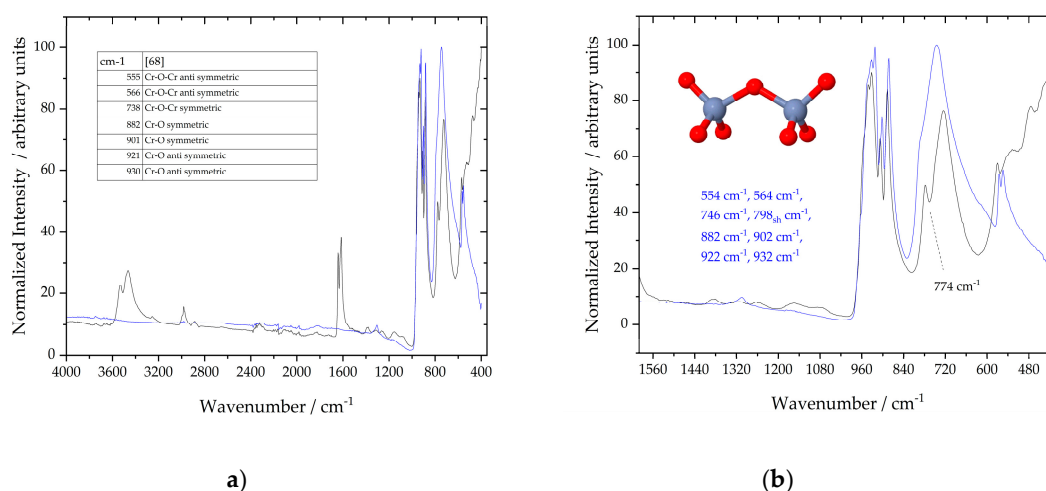 Normalized Intensity / arbitrary units
100
80
60
40
20
0
cm-1 [68]
555 Cr-O-Cr anti symmetric
566 Cr-O-Cr anti symmetric
738 Cr-O-Cr symmetric
882 Cr-O symmetric
901 Cr-O symmetric
921 Cr-O anti symmetric
930 Cr-O anti symmetric
4000 3600 3200 2800 2400 2000 1600 1200 800 400
Wavenumber / cm-1
a)
Normalized Intensity / arbitrary units
100
80
60
40
20
0
554 cm-1, 564 cm-1,
746 cm-1, 798sh cm-1,
882 cm-1, 902 cm-1,
922 cm-1, 932 cm-1
774 cm-1
1560 1440 1320 1200 1080 960 840 720 600 480
Wavenumber / cm-1
(b)